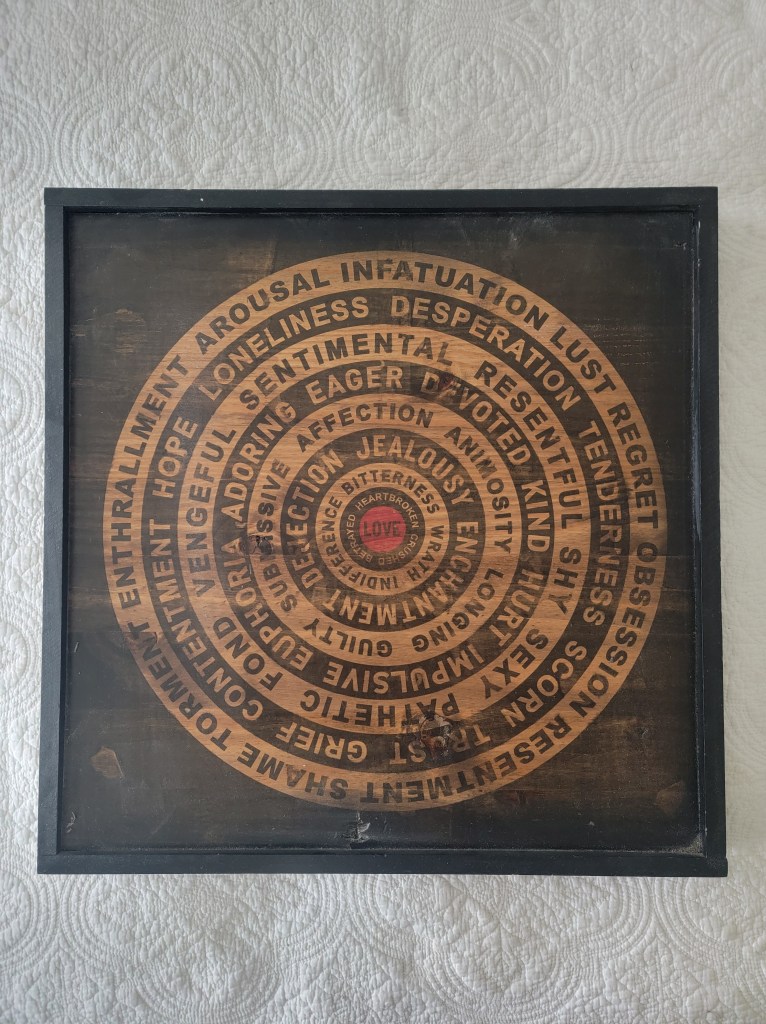 AROUSAL INFATUATION LUST REGRET OBSESSION RESENTMENT SHAME TORMENT ENTHRALLMENT
LONELINESS DESPERATION TENDERNESS SCORN TRUST GRIEF CONTENTMENT HOPE
SENTIMENTAL RESENTFUL SHY SEXY PATHETIC FOND VENGEFUL
ADORING EAGER DEVOTED KIND HURT IMPULSIVE EUPHORIA
AFFECTION ANIMOSITY LONGING GUILTY SUBMISSIVE
JEALOUSY ENCHANTMENT DEJECTION
BITTERNESS WRATH INDIFFERENCE
HEARTBROKEN CRUSHED BETRAYED
LOVE